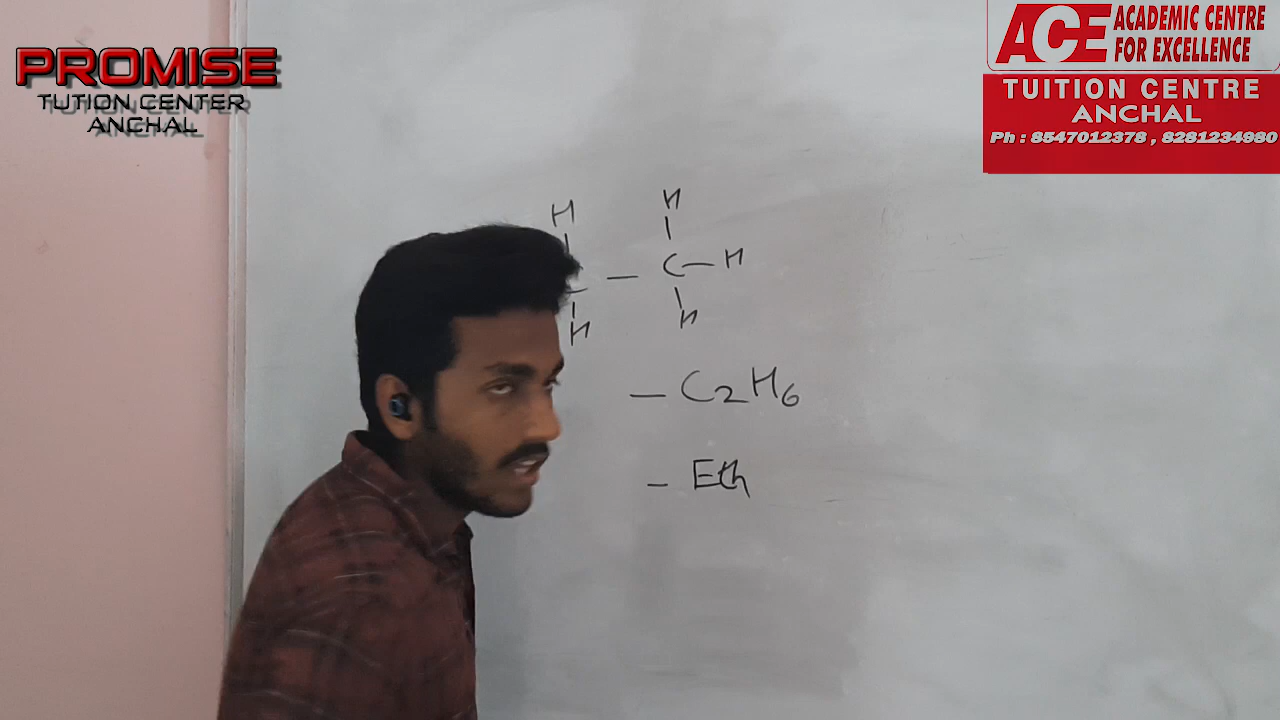 PROMISE
TUTION CENTER
ANCHAL
ACE ACADEMIC CENTRE
FOR EXCELLENCE
TUITION CENTRE
ANCHAL
Ph : 8547012378 , 8281234980
H H
— C — H
H H
— C2H6
— Eth